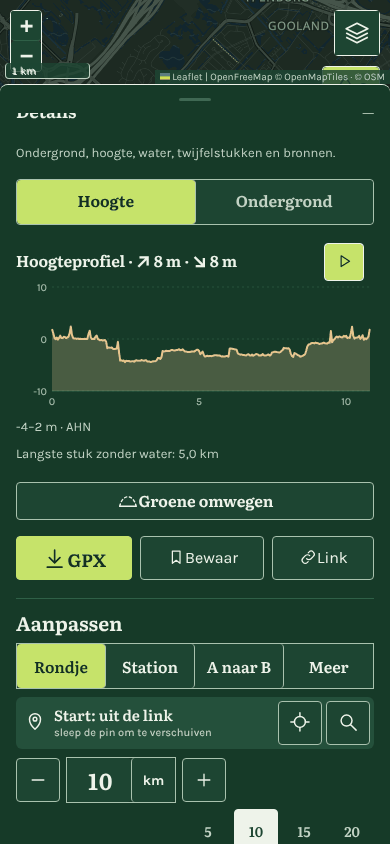 GOOLAND
+
−
1 km
Leaflet | OpenFreeMap © OpenMapTiles · © OSM
Details
Ondergrond, hoogte, water, twijfelstukken en bronnen.
Hoogte
Ondergrond
Hoogteprofiel · ↗ 8 m · ↘ 8 m
10
0
-10
0
5
10
-4–2 m · AHN
Langste stuk zonder water: 5,0 km
Groene omwegen
GPX
Bewaar
Link
Aanpassen
Rondje
Station
A naar B
Meer
Start: uit de link
sleep de pin om te verschuiven
−
10
km
+
5
10
15
20